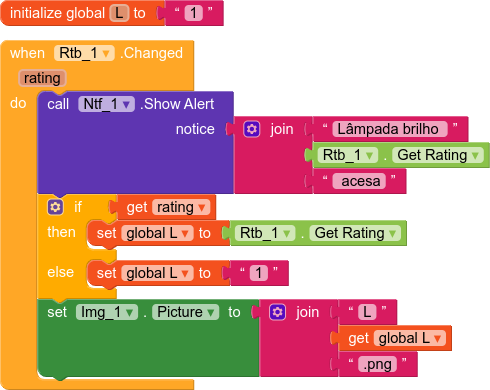 initialize global L to " 1 "
when Rtb_1 .Changed
rating
do call Ntf_1 .Show Alert
notice join " Lâmpada brilho "
Rtb_1 . Get Rating
" acesa "
if get rating
then set global L to Rtb_1 . Get Rating
else set global L to " 1 "
set Img_1 . Picture to join " L "
get global L
" .png "